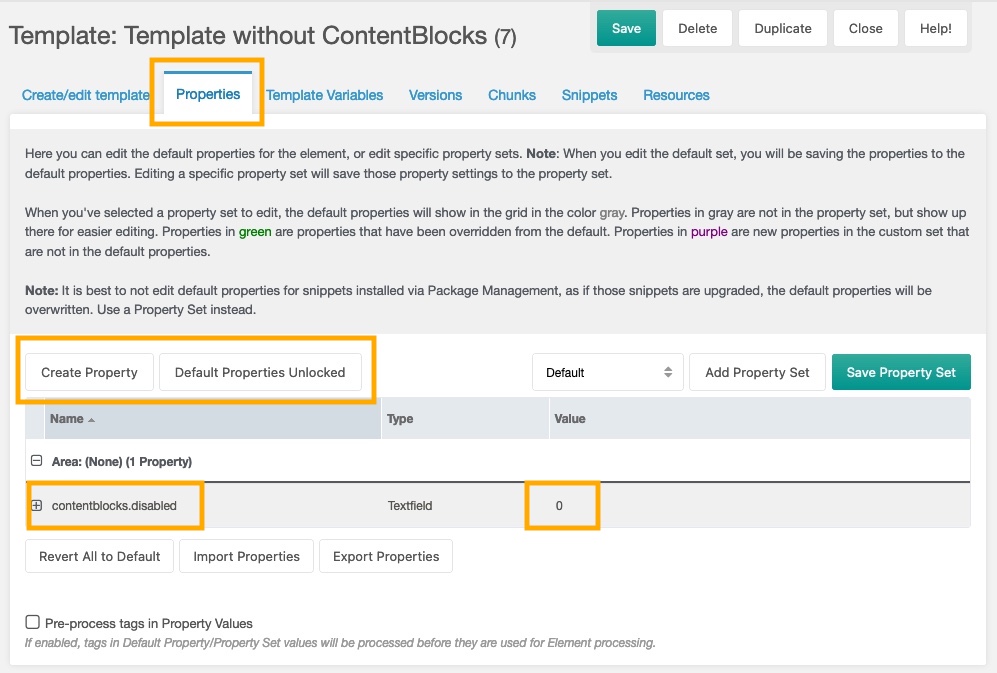 Template: Template without ContentBlocks (7)
Save Delete Duplicate Close Help!
Create/edit template Properties Template Variables Versions Chunks Snippets Resources
Here you can edit the default properties for the element, or edit specific property sets. Note: When you edit the default set, you will be saving the properties to the
default properties. Editing a specific property set will save those property settings to the property set.
When you've selected a property set to edit, the default properties will show in the grid in the color gray. Properties in gray are not in the property set, but show up
there for easier editing. Properties in green are properties that have been overridden from the default. Properties in purple are new properties in the custom set that
are not in the default properties.
Note: It is best to not edit default properties for snippets installed via Package Management, as if those snippets are upgraded, the default properties will be
overwritten. Use a Property Set instead.
Create Property Default Properties Unlocked Default Add Property Set Save Property Set
Name Type Value
Area: (None) (1 Property)
contentblocks.disabled Textfield 0
Revert All to Default Import Properties Export Properties
Pre-process tags in Property Values
If enabled, tags in Default Property/Property Set values will be processed before they are used for Element processing.